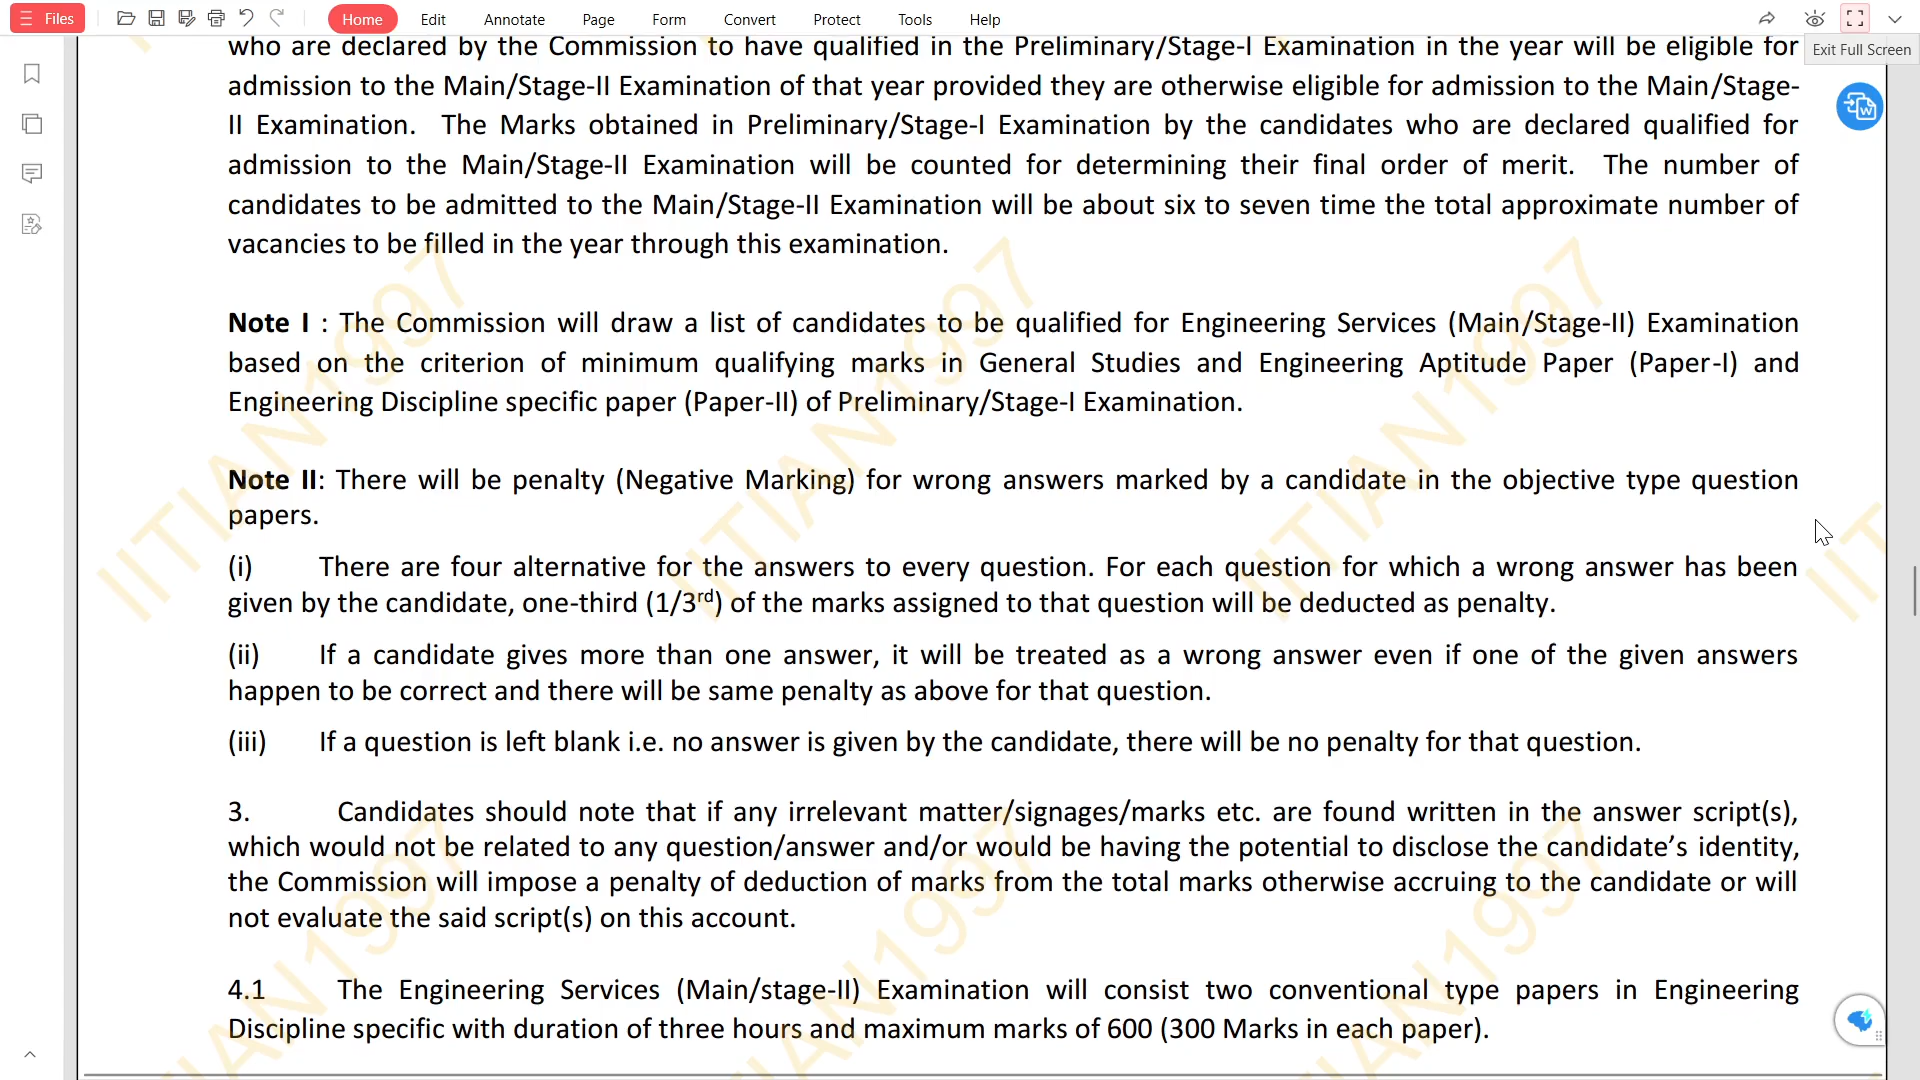 Files
Home Edit Annotate Page Form Convert Protect Tools Help
Exit Full Screen
who are declared by the Commission to have qualified in the Preliminary/Stage-I Examination in the year will be eligible for
admission to the Main/Stage-II Examination of that year provided they are otherwise eligible for admission to the Main/Stage-
II Examination. The Marks obtained in Preliminary/Stage-I Examination by the candidates who are declared qualified for
admission to the Main/Stage-II Examination will be counted for determining their final order of merit. The number of
candidates to be admitted to the Main/Stage-II Examination will be about six to seven time the total approximate number of
vacancies to be filled in the year through this examination.
Note I : The Commission will draw a list of candidates to be qualified for Engineering Services (Main/Stage-II) Examination
based on the criterion of minimum qualifying marks in General Studies and Engineering Aptitude Paper (Paper-I) and
Engineering Discipline specific paper (Paper-II) of Preliminary/Stage-I Examination.
Note II: There will be penalty (Negative Marking) for wrong answers marked by a candidate in the objective type question
papers.
(i) There are four alternative for the answers to every question. For each question for which a wrong answer has been
given by the candidate, one-third (1/3rd) of the marks assigned to that question will be deducted as penalty.
(ii) If a candidate gives more than one answer, it will be treated as a wrong answer even if one of the given answers
happen to be correct and there will be same penalty as above for that question.
(iii) If a question is left blank i.e. no answer is given by the candidate, there will be no penalty for that question.
3. Candidates should note that if any irrelevant matter/signages/marks etc. are found written in the answer script(s),
which would not be related to any question/answer and/or would be having the potential to disclose the candidate’s identity,
the Commission will impose a penalty of deduction of marks from the total marks otherwise accruing to the candidate or will
not evaluate the said script(s) on this account.
4.1 The Engineering Services (Main/stage-II) Examination will consist two conventional type papers in Engineering
Discipline specific with duration of three hours and maximum marks of 600 (300 Marks in each paper).
IITIAN1997
IITIAN1997
IITIAN1997
IIT
IAN1997
IAN1997
IAN1997